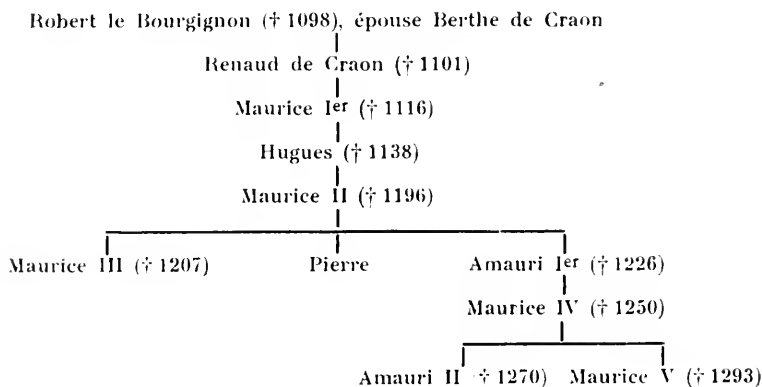 Robert le Bourgignon († 1098), épouse Berthe de Craon
Renaud de Craon († 1101)
Maurice Ier († 1116)
Hugues († 1138)
Maurice II († 1196)
Maurice III († 1207) Pierre Amauri Ier († 1226)
Maurice IV († 1250)
Amauri II († 1270) Maurice V († 1293)